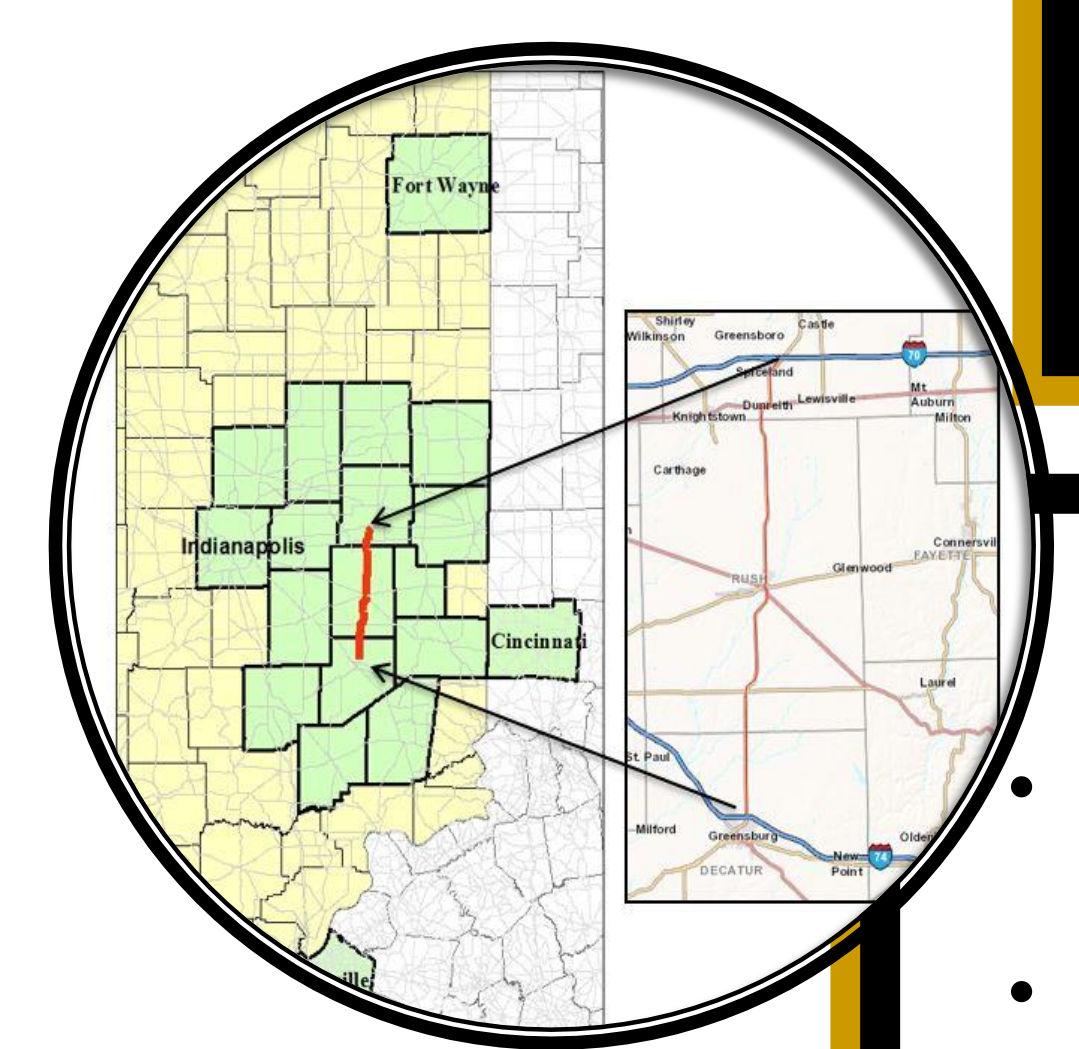 Fort Wayne
Indianapolis
Cincinnati
ille
Shirley
Wilkinson
Greensboro
Castle
70
Spiceland
Mt
Auburn
Dunreith
Lewisville
Knightstown
Milton
Carthage
Connersvil
FAYETTE
Glenwood
RUSH
Laurel
St. Paul
Milford
Greensburg
Olden
New
Point
74
DECATUR